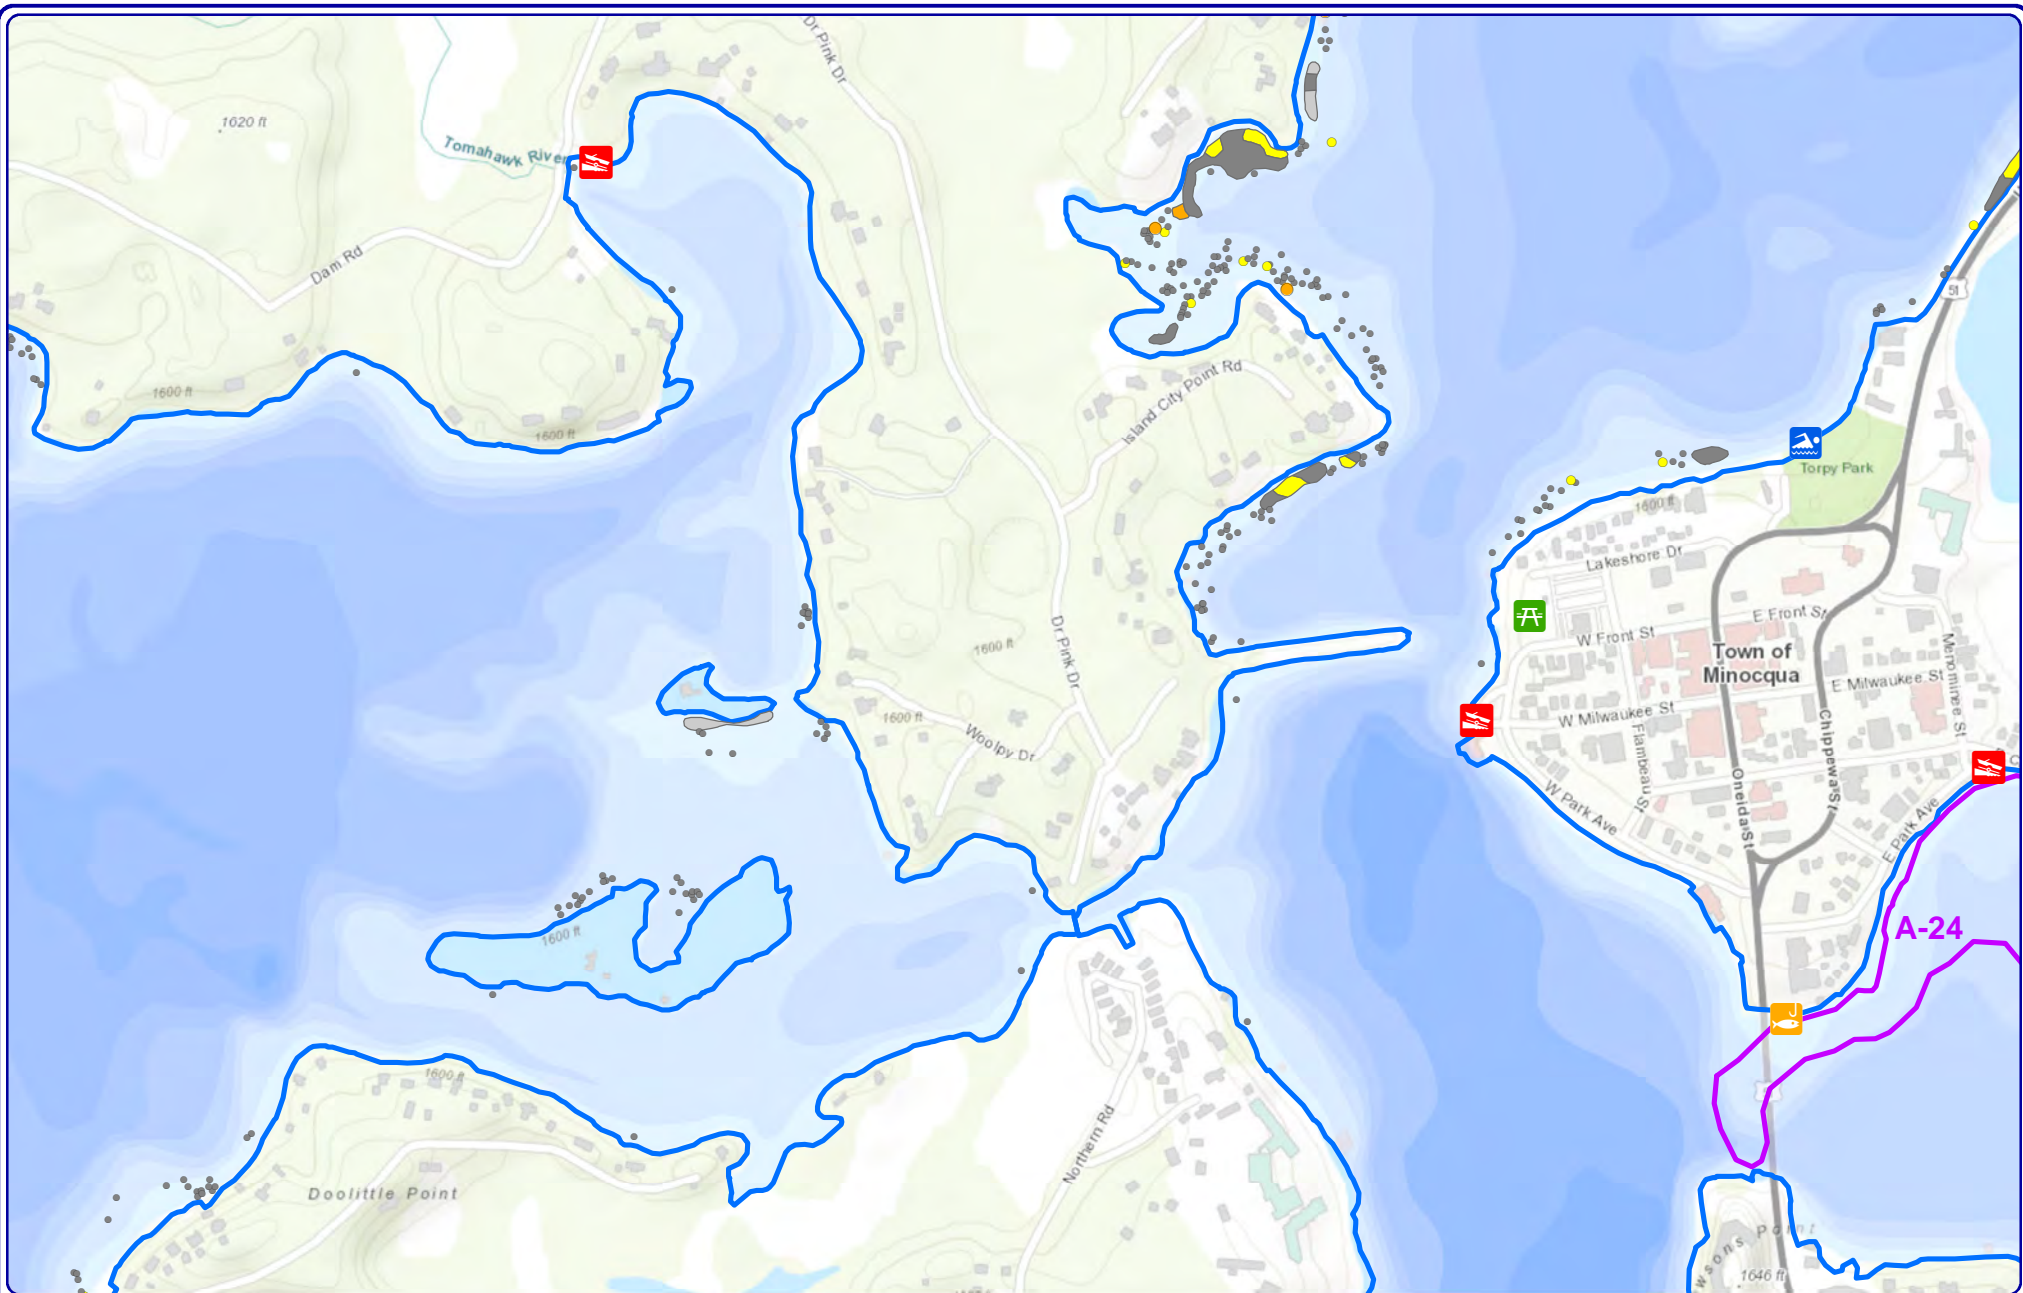 Dr Pink Dr
1620 ft
Tomahawk River
Dam Rd
51
1600 ft
Island City Point Rd
1600 ft
Torpy Park
1600 ft
Lakeshore Dr
E Front St
W Front St
Dr Pink Dr
1600 ft
Town of
Minocqua
Menominee St
E Milwaukee St
1600 ft
W Milwaukee St
Woolpy Dr
Flambeau St
Chippewa St
Oneida St
W Park Ave
E Park Ave
A-24
1600 ft
1600 ft
Northern Rd
Doolittle Point
Point
1646 ft